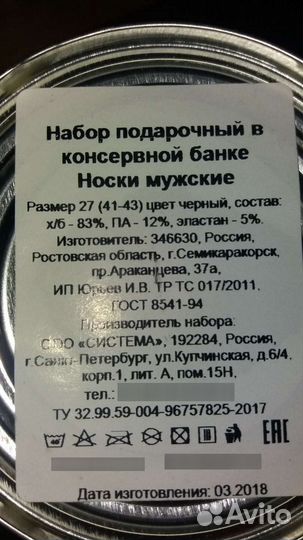 Набор подарочный в
консервной банке
Носки мужские
Размер 27 (41-43) цвет черный, состав:
х/б - 83%, ПА - 12%, эластан - 5%.
Изготовитель: 346630, Россия,
Ростовская область, г.Семикаракорск,
пр.Араканцева, 37а,
ИП Юрьев И.В. ТР ТС 017/2011.
ГОСТ 8541-94
Производитель набора:
ООО «СИСТЕМА», 192284, Россия,
г.Санкт-Петербург, ул.Купчинская, д.6/4,
корп.1, лит. А, пом.15Н,
тел.:
ТУ 32.99.59-004-96757825-2017
ЕАС
Дата изготовления: 03.2018
Avito